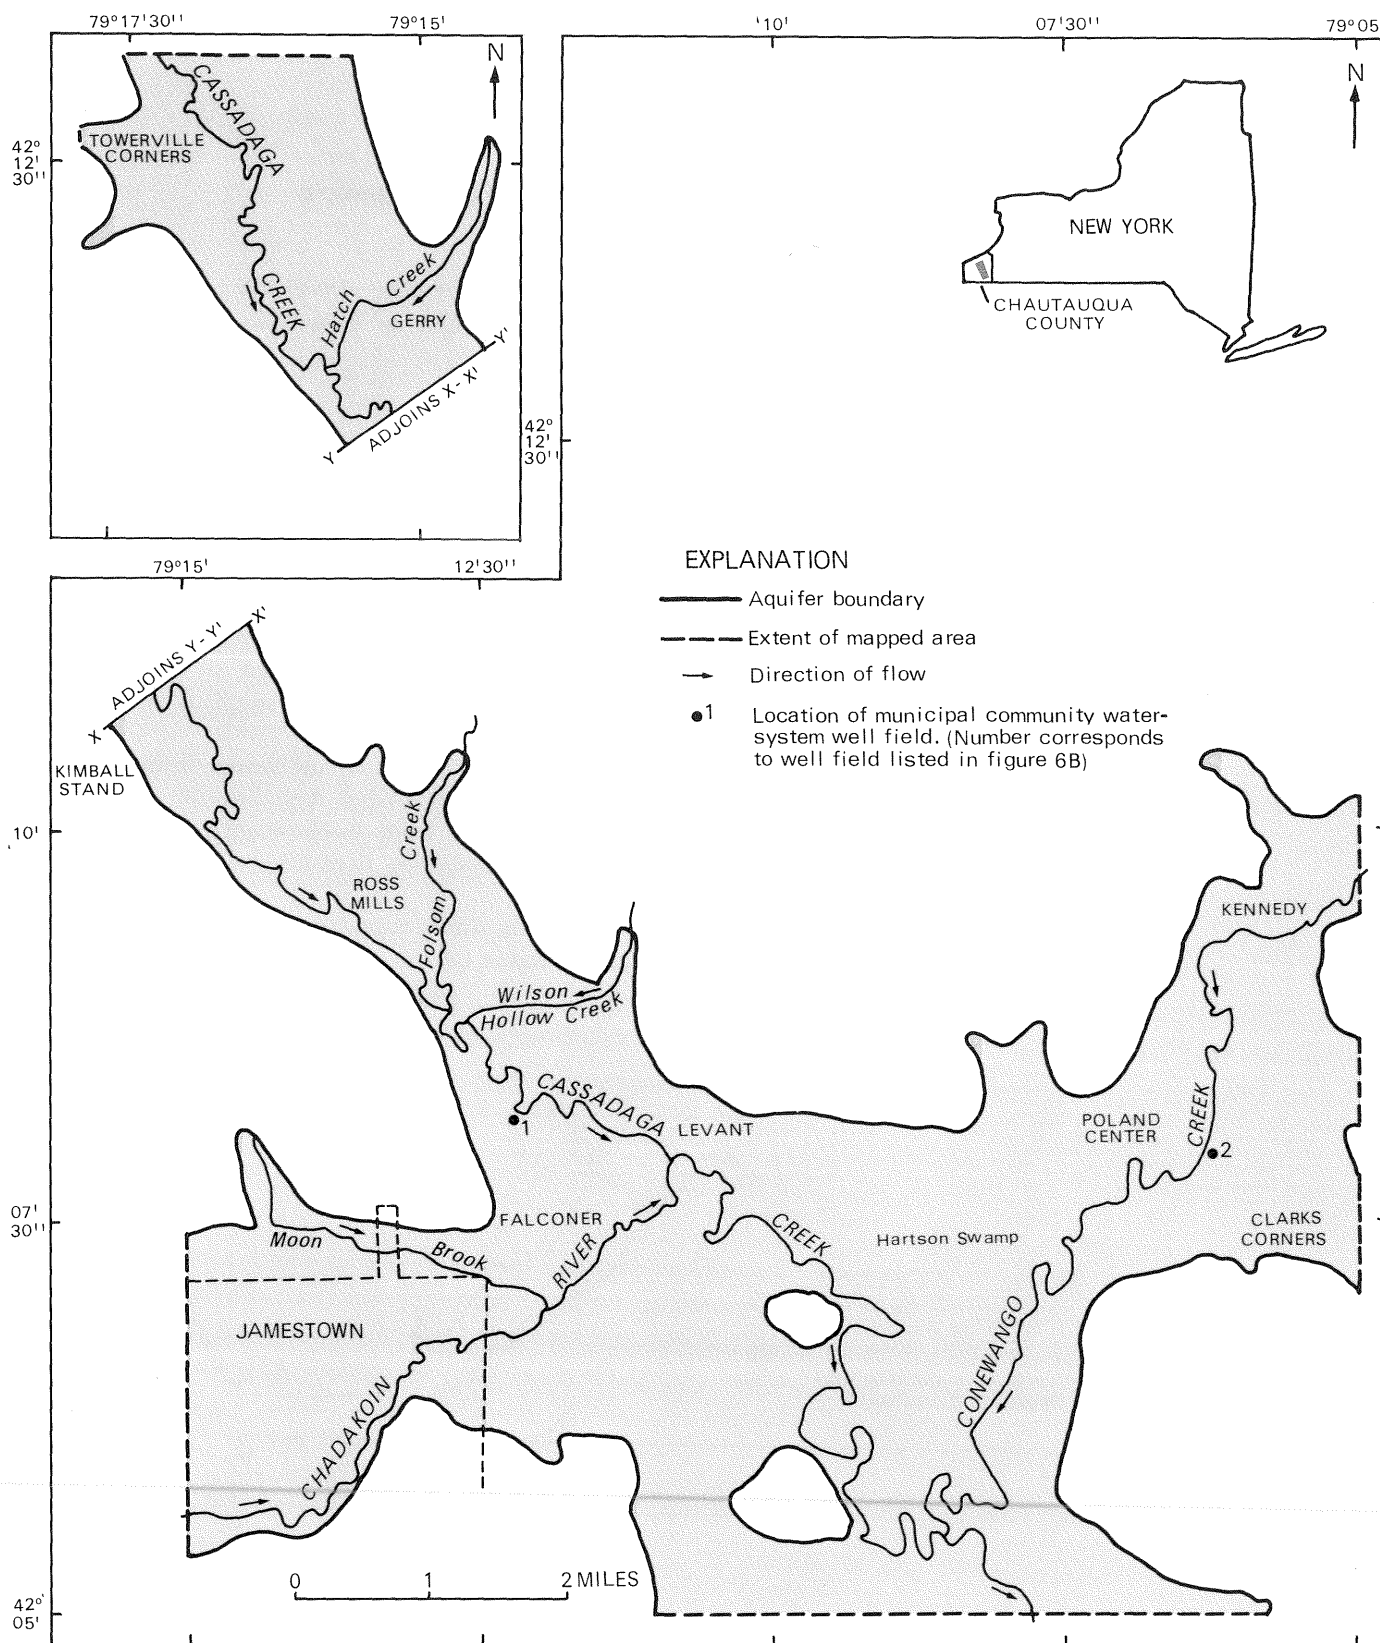 79°17'30''
79°15'
'10'
07'30''
79°05
N
N
42°
12'
30''
TOWERVILLE
CORNERS
CASSADAGA
CREEK
Hatch
Creek
GERRY
Y'
Y
ADJOINS X-X'
42°
12'
30''
NEW YORK
CHAUTAUQUA
COUNTY
79°15'
12'30''
EXPLANATION
Aquifer boundary
Extent of mapped area
Direction of flow
1 Location of municipal community water-
system well field. (Number corresponds
to well field listed in figure 6B)
X'
X
ADJOINS Y-Y'
KIMBALL
STAND
10'
ROSS
MILLS
Creek
Folsom
Wilson
Hollow Creek
KENNEDY
CASSADAGA
LEVANT
1
POLAND
CENTER
CREEK
2
07'
30''
Moon
Brook
FALCONER
RIVER
CREEK
Hartson Swamp
CLARKS
CORNERS
JAMESTOWN
CONEWANGO
CHADAKOIN
0 1 2 MILES
42°
05'